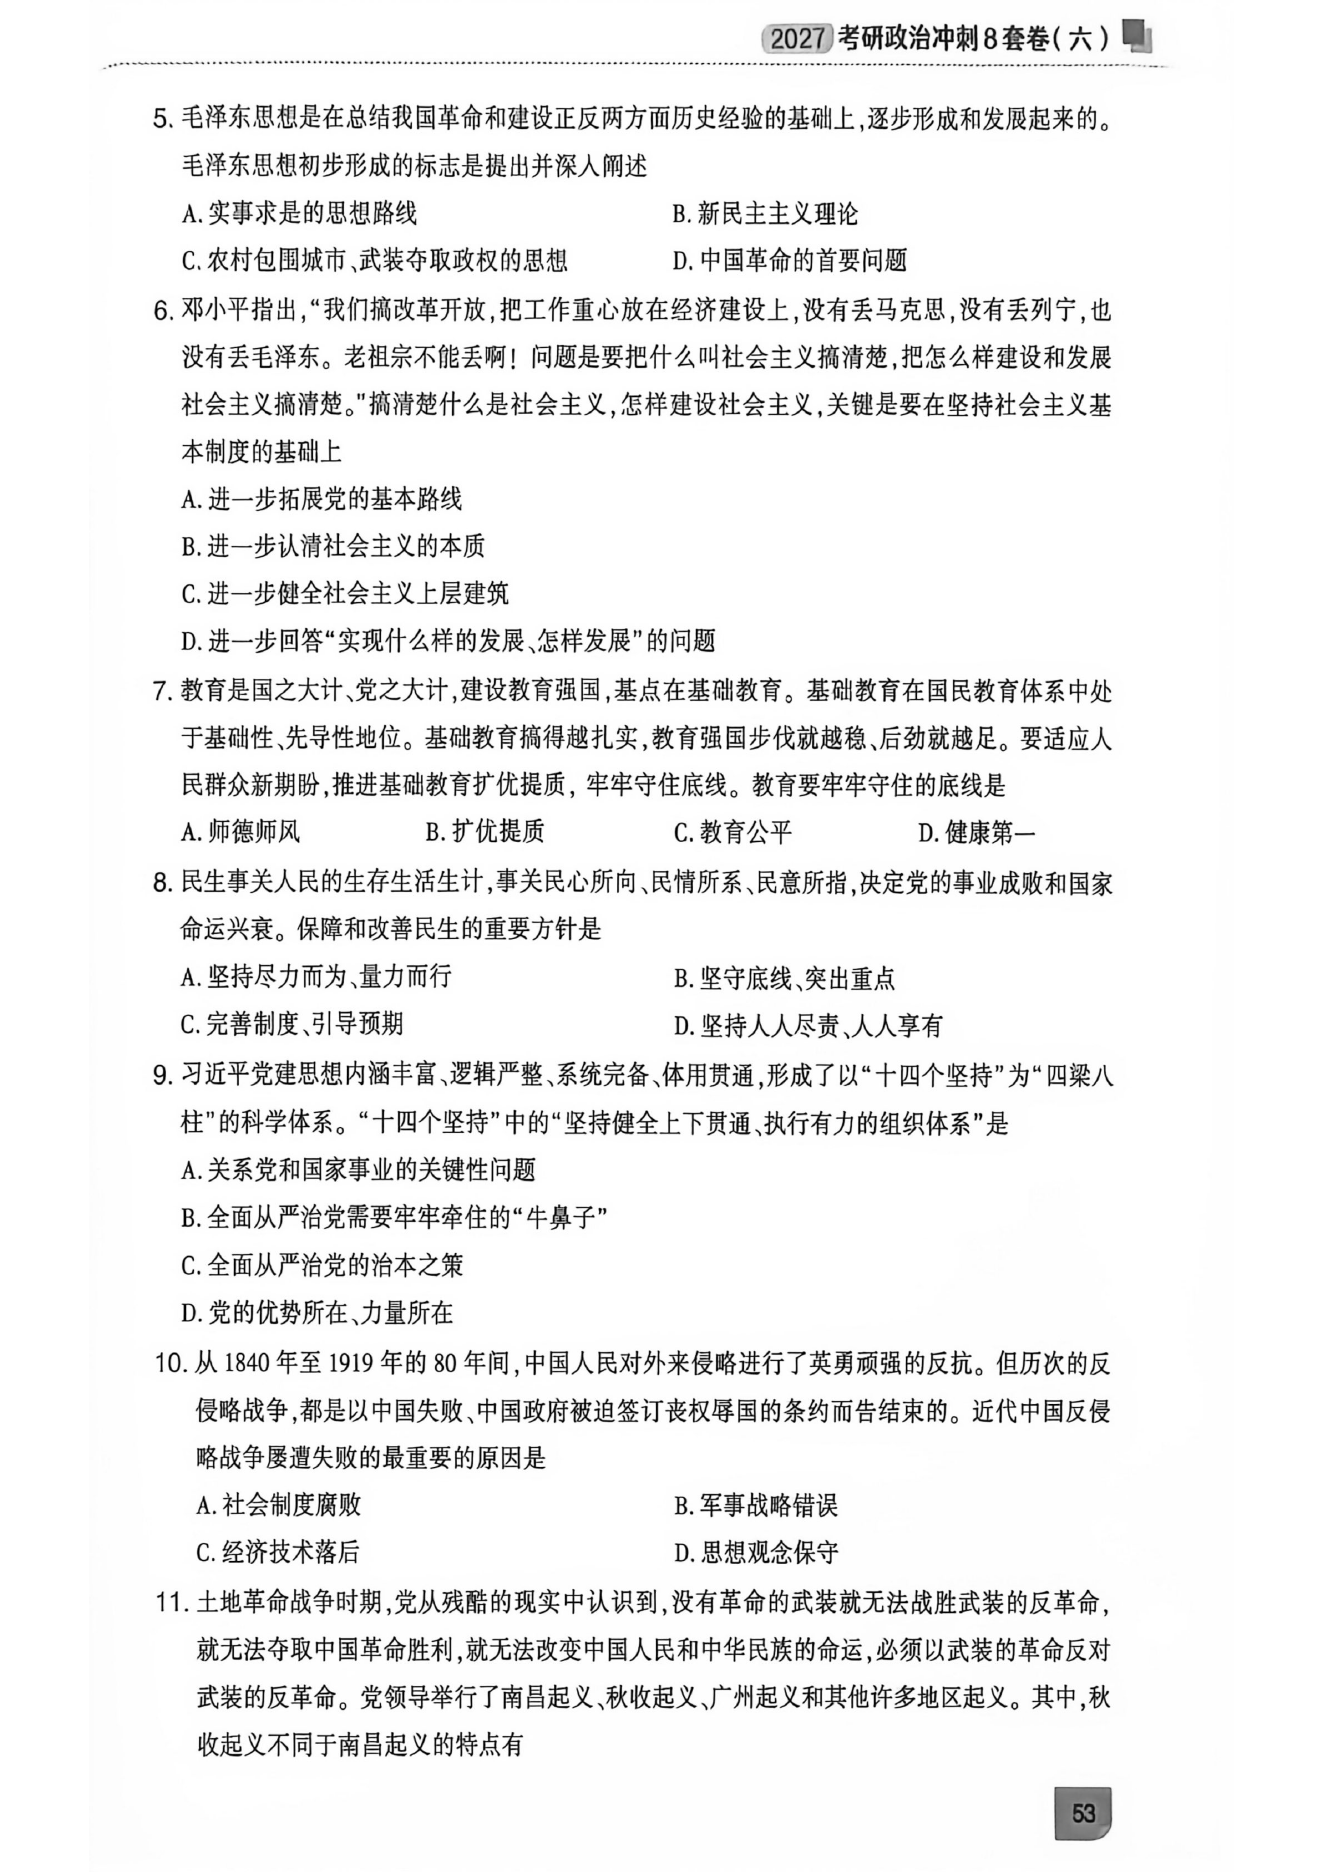 2027 考研政治冲刺8套卷(六)
5. 毛泽东思想是在总结我国革命和建设正反两方面历史经验的基础上,逐步形成和发展起来的。
毛泽东思想初步形成的标志是提出并深入阐述
A. 实事求是的思想路线 B. 新民主主义理论
C. 农村包围城市、武装夺取政权的思想 D. 中国革命的首要问题
6. 邓小平指出,“我们搞改革开放,把工作重心放在经济建设上,没有丢马克思,没有丢列宁,也
没有丢毛泽东。老祖宗不能丢啊! 问题是要把什么叫社会主义搞清楚,把怎么样建设和发展
社会主义搞清楚。”搞清楚什么是社会主义,怎样建设社会主义,关键是要在坚持社会主义基
本制度的基础上
A. 进一步拓展党的基本路线
B. 进一步认清社会主义的本质
C. 进一步健全社会主义上层建筑
D. 进一步回答“实现什么样的发展、怎样发展”的问题
7. 教育是国之大计、党之大计,建设教育强国,基点在基础教育。基础教育在国民教育体系中处
于基础性、先导性地位。基础教育搞得越扎实,教育强国步伐就越稳、后劲就越足。要适应人
民群众新期盼,推进基础教育扩优提质, 牢牢守住底线。教育要牢牢守住的底线是
A. 师德师风 B. 扩优提质 C. 教育公平 D. 健康第一
8. 民生事关人民的生存生活生计,事关民心所向、民情所系、民意所指,决定党的事业成败和国家
命运兴衰。保障和改善民生的重要方针是
A. 坚持尽力而为、量力而行 B. 坚守底线、突出重点
C. 完善制度、引导预期 D. 坚持人人尽责、人人享有
9. 习近平党建思想内涵丰富、逻辑严整、系统完备、体用贯通,形成了以“十四个坚持”为“四梁八
柱”的科学体系。“十四个坚持”中的“坚持健全上下贯通、执行有力的组织体系”是
A. 关系党和国家事业的关键性问题
B. 全面从严治党需要牢牢牵住的“牛鼻子”
C. 全面从严治党的治本之策
D. 党的优势所在、力量所在
10. 从 1840 年至 1919 年的 80 年间,中国人民对外来侵略进行了英勇顽强的反抗。但历次的反
侵略战争,都是以中国失败、中国政府被迫签订丧权辱国的条约而告结束的。近代中国反侵
略战争屡遭失败的最重要的原因是
A. 社会制度腐败 B. 军事战略错误
C. 经济技术落后 D. 思想观念保守
11. 土地革命战争时期,党从残酷的现实中认识到,没有革命的武装就无法战胜武装的反革命,
就无法夺取中国革命胜利,就无法改变中国人民和中华民族的命运,必须以武装的革命反对
武装的反革命。党领导举行了南昌起义、秋收起义、广州起义和其他许多地区起义。其中,秋
收起义不同于南昌起义的特点有
53